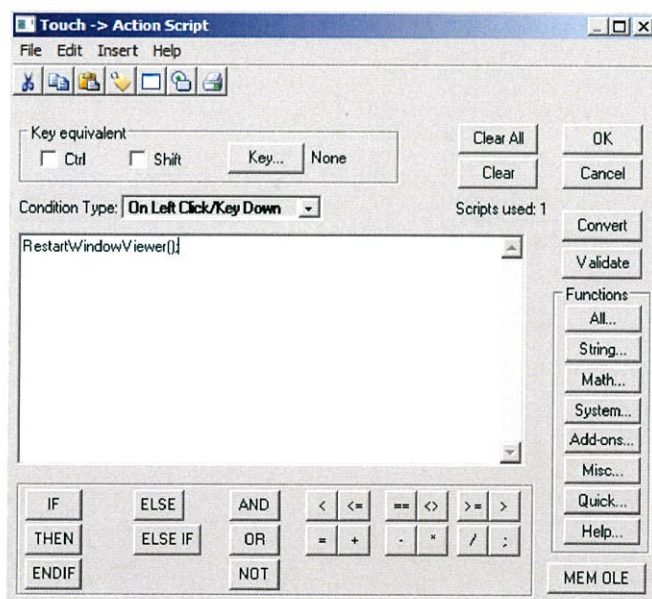 Touch -> Action Script
File Edit Insert Help
Key equivalent
Ctrl Shift Key... None
Clear All OK
Clear Cancel
Condition Type: On Left Click/Key Down Scripts used: 1
Convert
RestartWindowViewer();
Validate
Functions
All...
String...
Math...
System...
Add-ons...
Misc...
Quick...
Help...
IF ELSE AND < <= == <> >= >
THEN ELSE IF OR = + - * / ;
ENDIF NOT
MEM OLE